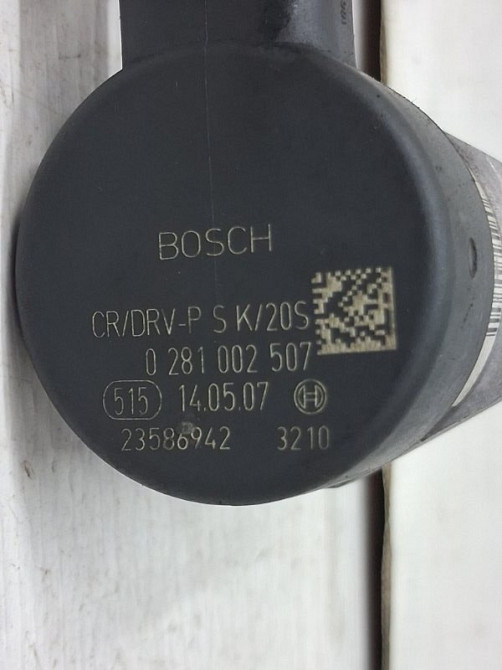 BOSCH
CR/DRV-P S K/20S
0 281 002 507
515 14.05.07 H
23586942 3210